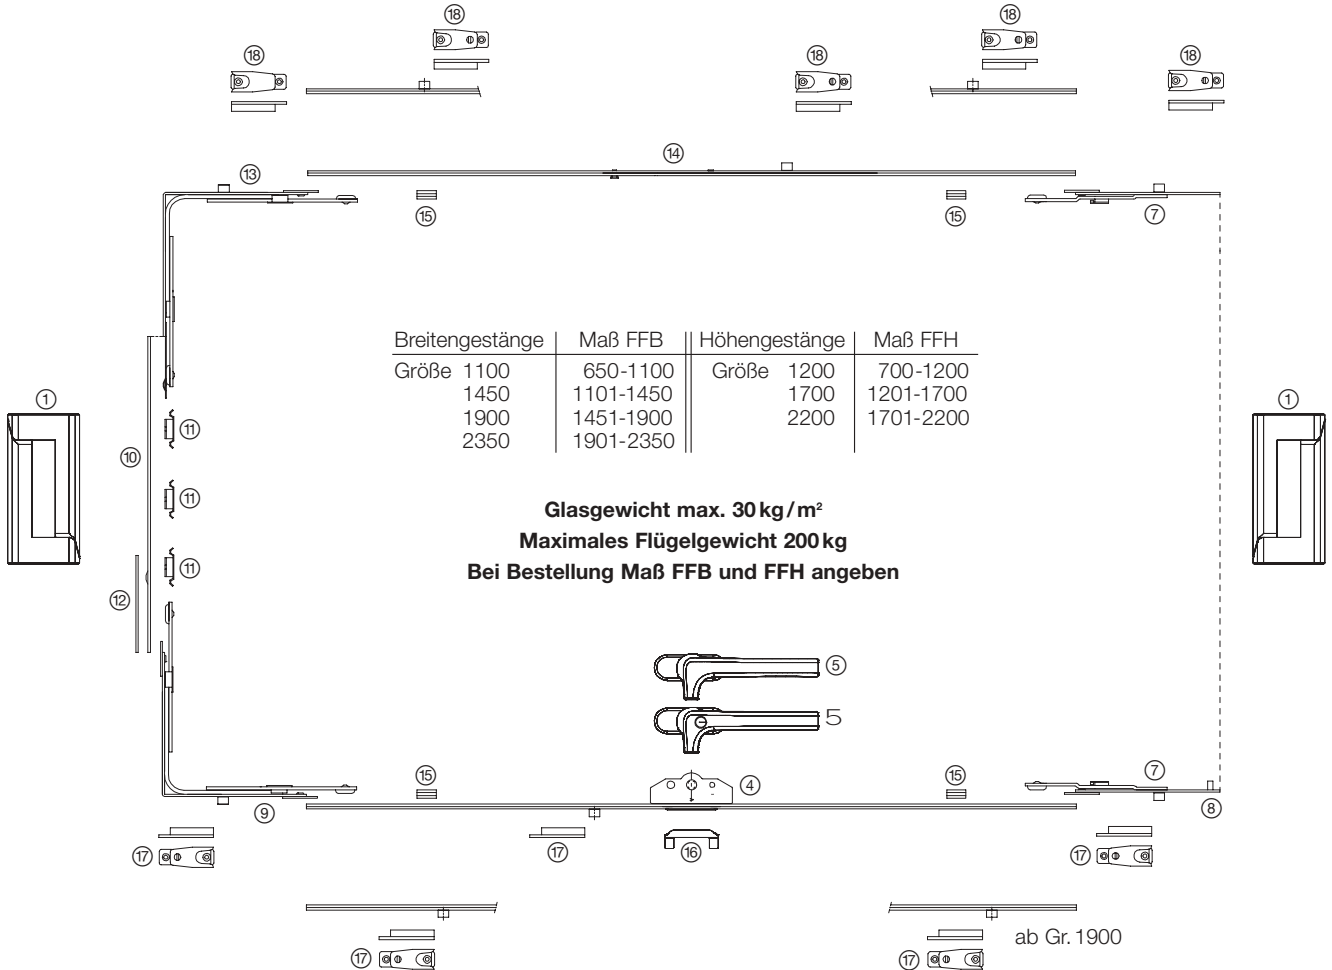 ⑱ ⑱
⑱ ⑱ ⑱
⑭
⑬
⑮ ⑮ ⑦
Breitengestänge Maß FFB Höhengestänge Maß FFH
Größe 1100 650-1100 Größe 1200 700-1200
1450 1101-1450 1700 1201-1700
1900 1451-1900 2200 1701-2200
2350 1901-2350
① ①
⑪
⑩
⑪
⑪
⑫
Glasgewicht max. 30 kg/m²
Maximales Flügelgewicht 200 kg
Bei Bestellung Maß FFB und FFH angeben
⑤
5
⑮ ④ ⑮ ⑦
⑨ ⑧
⑰ ⑰ ⑯ ⑰
ab Gr. 1900
⑰ ⑰